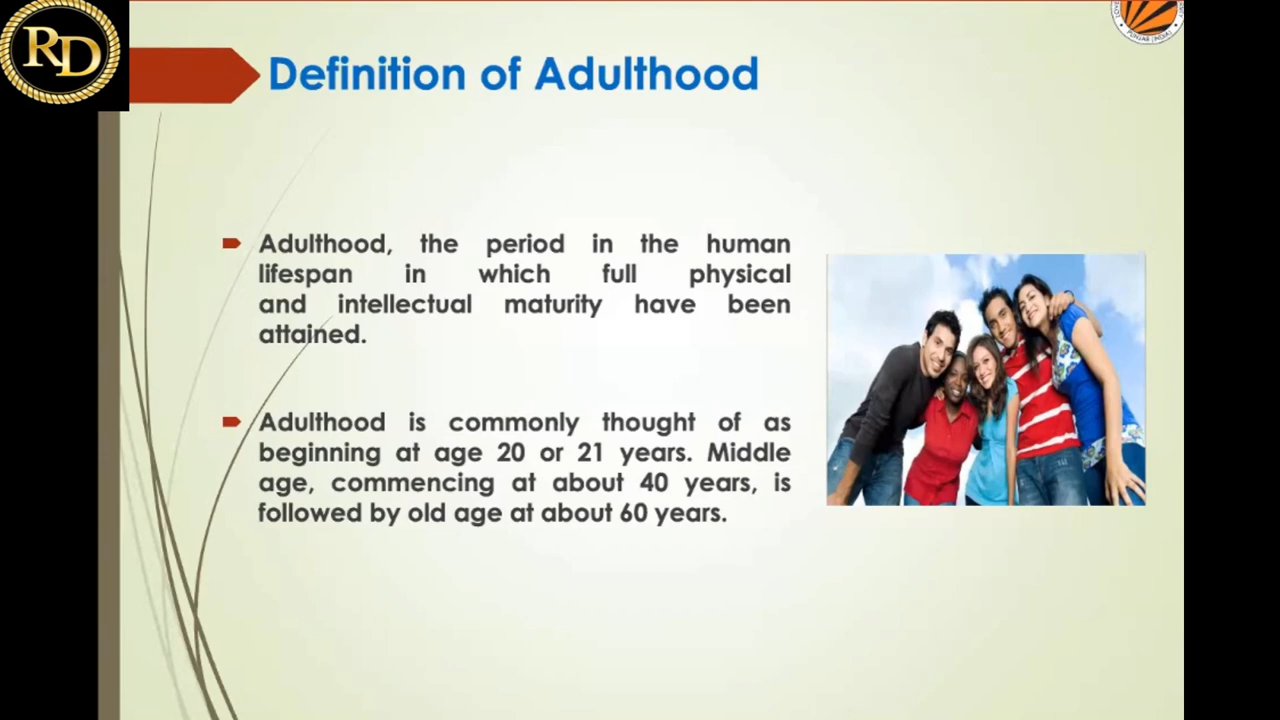 RD
Definition of Adulthood
Adulthood, the period in the human
lifespan in which full physical
and intellectual maturity have been
attained.
Adulthood is commonly thought of as
beginning at age 20 or 21 years. Middle
age, commencing at about 40 years, is
followed by old age at about 60 years.
PUNJAB (INDIA)